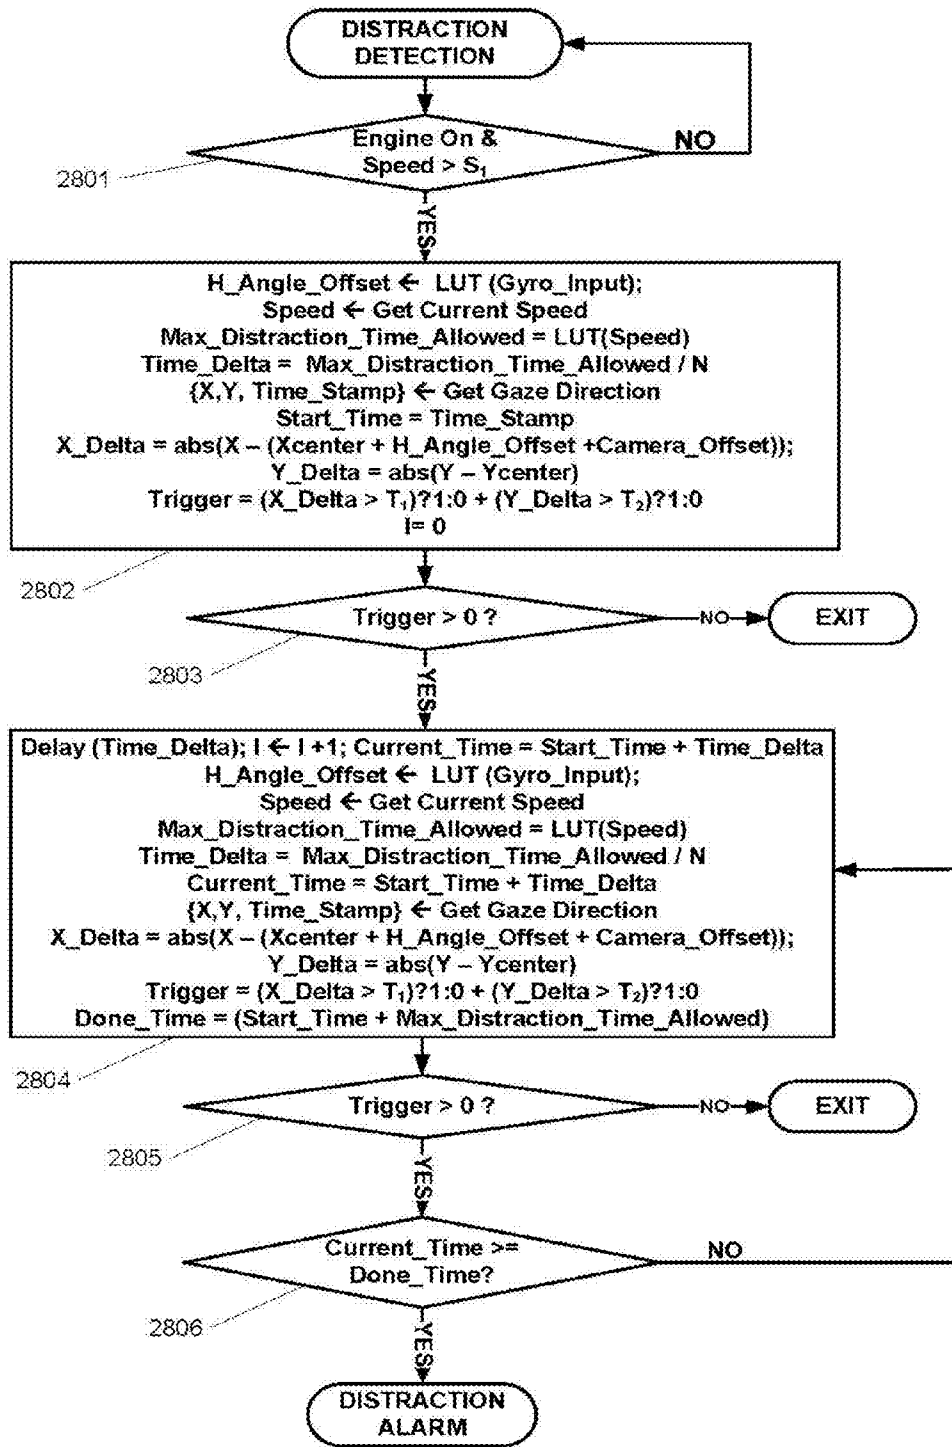 DISTRACTION
DETECTION
Engine On &
Speed > S₁
NO
2801
YES
H_Angle_Offset ← LUT (Gyro_Input);
Speed ← Get Current Speed
Max_Distraction_Time_Allowed = LUT(Speed)
Time_Delta = Max_Distraction_Time_Allowed / N
{X,Y, Time_Stamp} ← Get Gaze Direction
Start_Time = Time_Stamp
X_Delta = abs(X – (Xcenter + H_Angle_Offset +Camera_Offset));
Y_Delta = abs(Y – Ycenter)
Trigger = (X_Delta > T₁)?1:0 + (Y_Delta > T₂)?1:0
I= 0
2802
Trigger > 0 ?
NO
EXIT
2803
YES
Delay (Time_Delta); I ← I +1; Current_Time = Start_Time + Time_Delta
H_Angle_Offset ← LUT (Gyro_Input);
Speed ← Get Current Speed
Max_Distraction_Time_Allowed = LUT(Speed)
Time_Delta = Max_Distraction_Time_Allowed / N
Current_Time = Start_Time + Time_Delta
{X,Y, Time_Stamp} ← Get Gaze Direction
X_Delta = abs(X – (Xcenter + H_Angle_Offset + Camera_Offset));
Y_Delta = abs(Y – Ycenter)
Trigger = (X_Delta > T₁)?1:0 + (Y_Delta > T₂)?1:0
Done_Time = (Start_Time + Max_Distraction_Time_Allowed)
2804
Trigger > 0 ?
NO
EXIT
2805
YES
Current_Time >=
Done_Time?
NO
2806
YES
DISTRACTION
ALARM